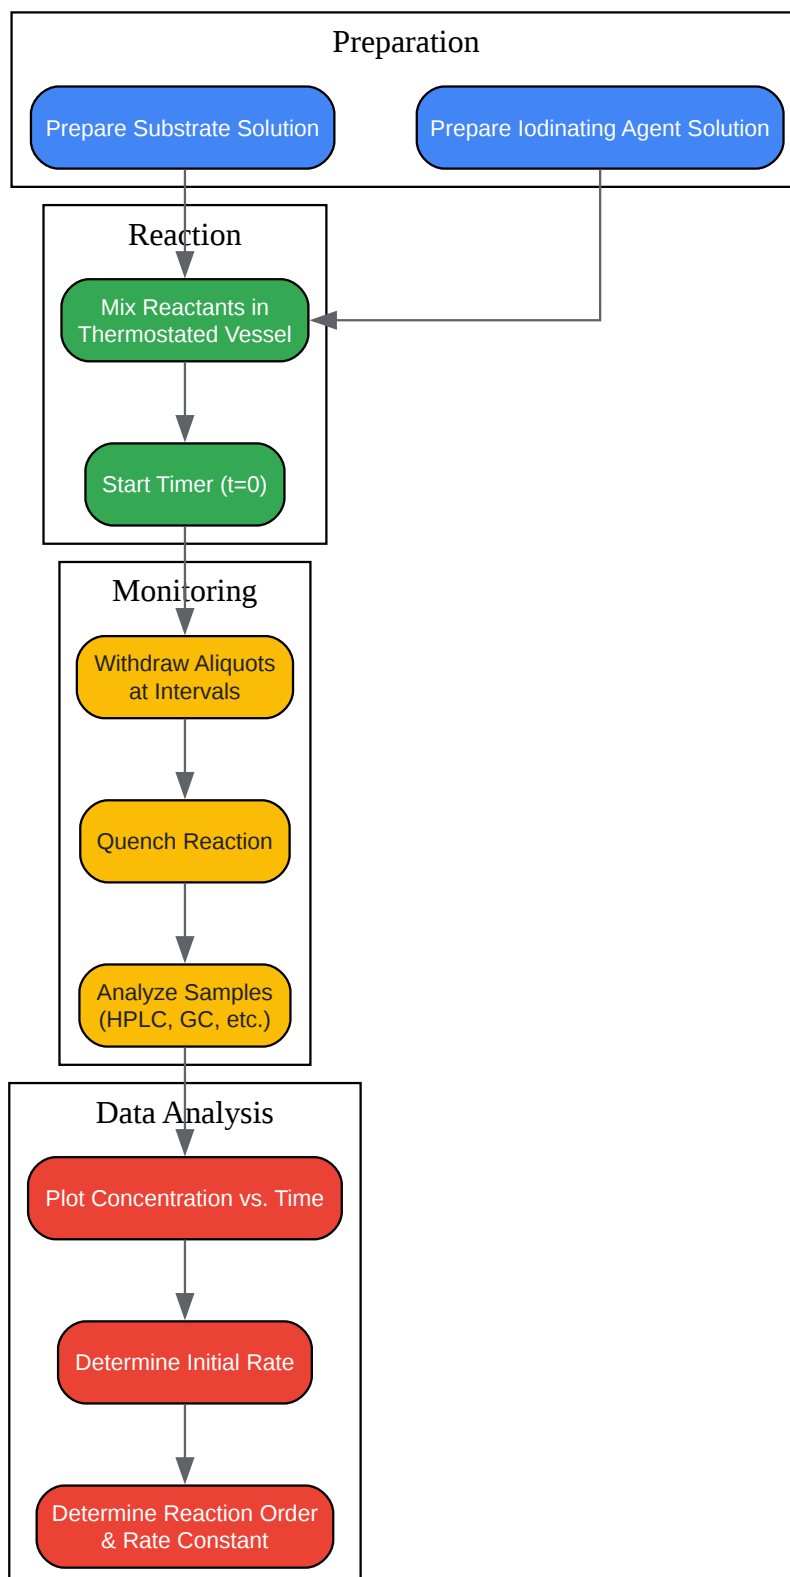 Preparation
Prepare Substrate Solution
Prepare Iodinating Agent Solution
Reaction
Mix Reactants in
Thermostated Vessel
Start Timer (t=0)
Monitoring
Withdraw Aliquots
at Intervals
Quench Reaction
Analyze Samples
(HPLC, GC, etc.)
Data Analysis
Plot Concentration vs. Time
Determine Initial Rate
Determine Reaction Order
& Rate Constant